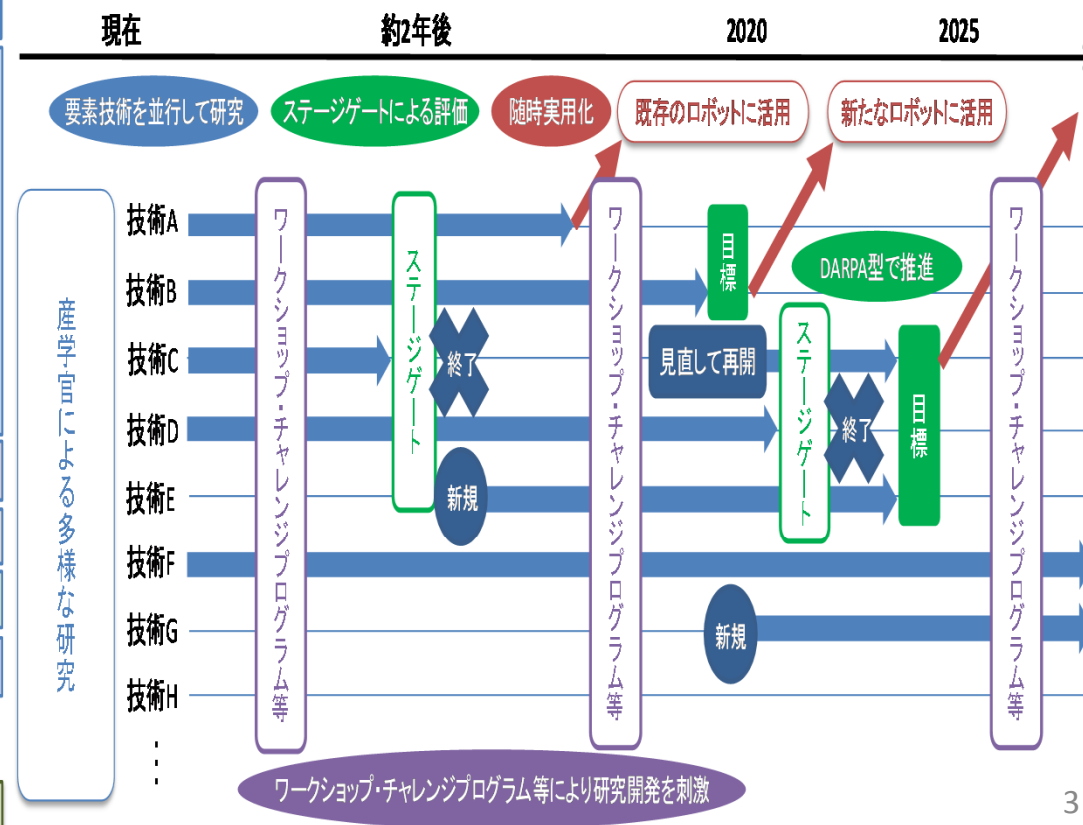 現在
約2年後
2020
2025
要素技術を並行して研究
ステージゲートによる評価
随時実用化
既存のロボットに活用
新たなロボットに活用
産学官による多様な研究
技術A
技術B
技術C
技術D
技術E
技術F
技術G
技術H
⋮
ワークショップ・チャレンジプログラム等
ステージゲート
終了
新規
ワークショップ・チャレンジプログラム等
目標
DARPA型で推進
見直して再開
ステージゲート
終了
目標
新規
ワークショップ・チャレンジプログラム等
ワークショップ・チャレンジプログラム等により研究開発を刺激
3